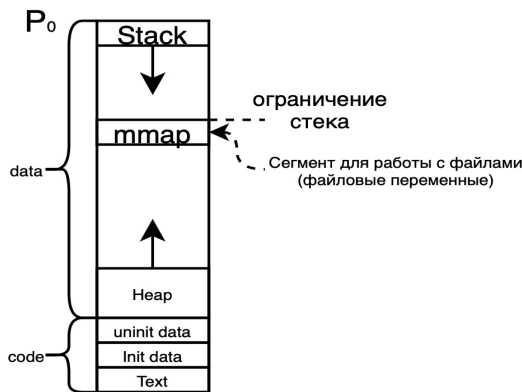 P₀
Stack
ограничение
стека
mmap
Сегмент для работы с файлами
(файловые переменные)
data
Heap
uninit data
code
Init data
Text